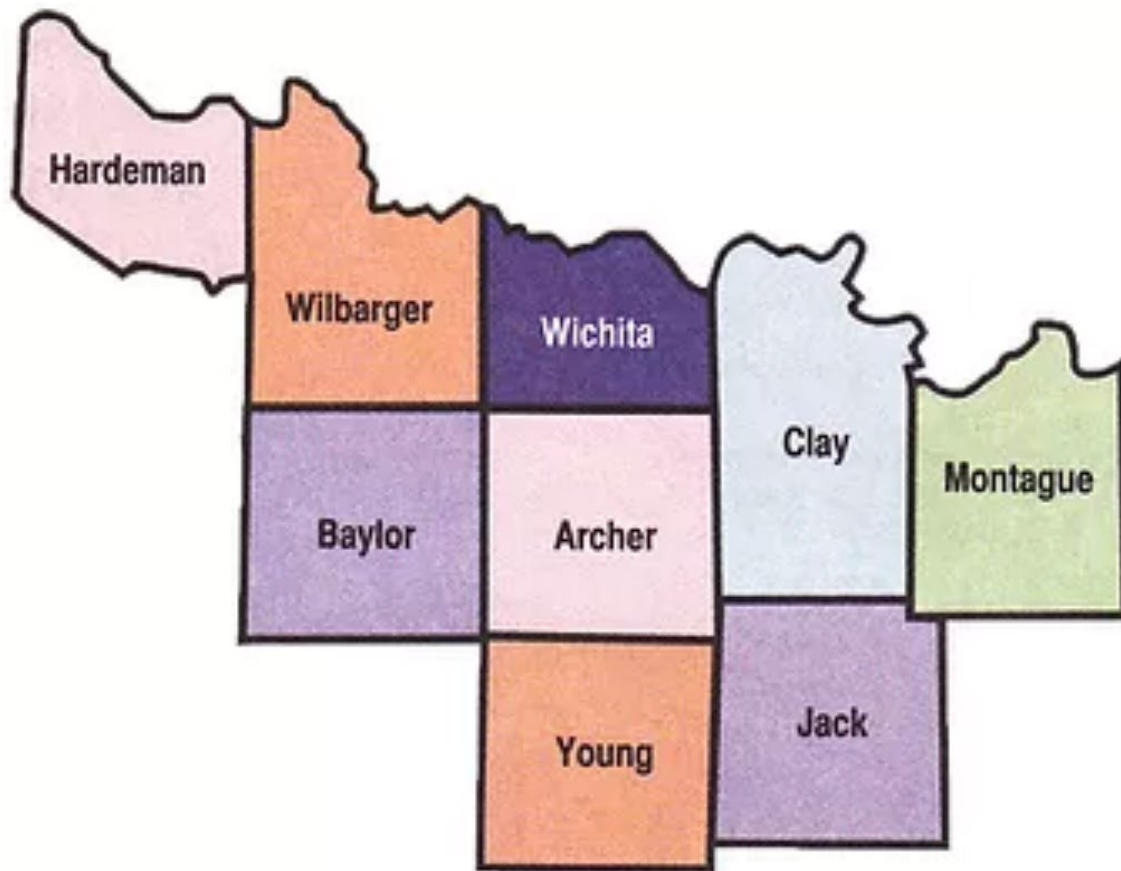 Hardeman
Wilbarger
Wichita
Clay
Montague
Baylor
Archer
Young
Jack